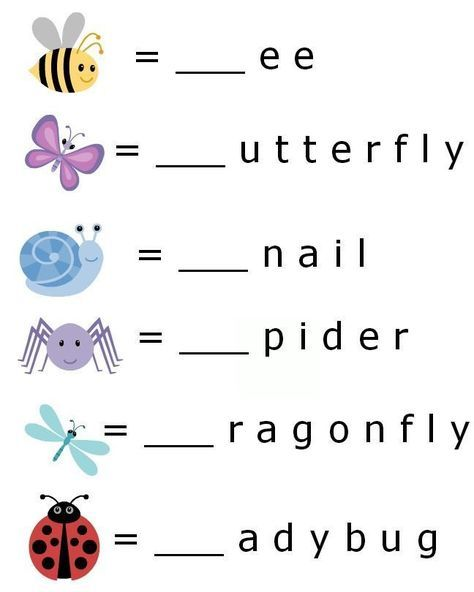 = ___ e e
= ___ u t t e r f l y
= ___ n a i l
= ___ p i d e r
= ___ r a g o n f l y
= ___ a d y b u g